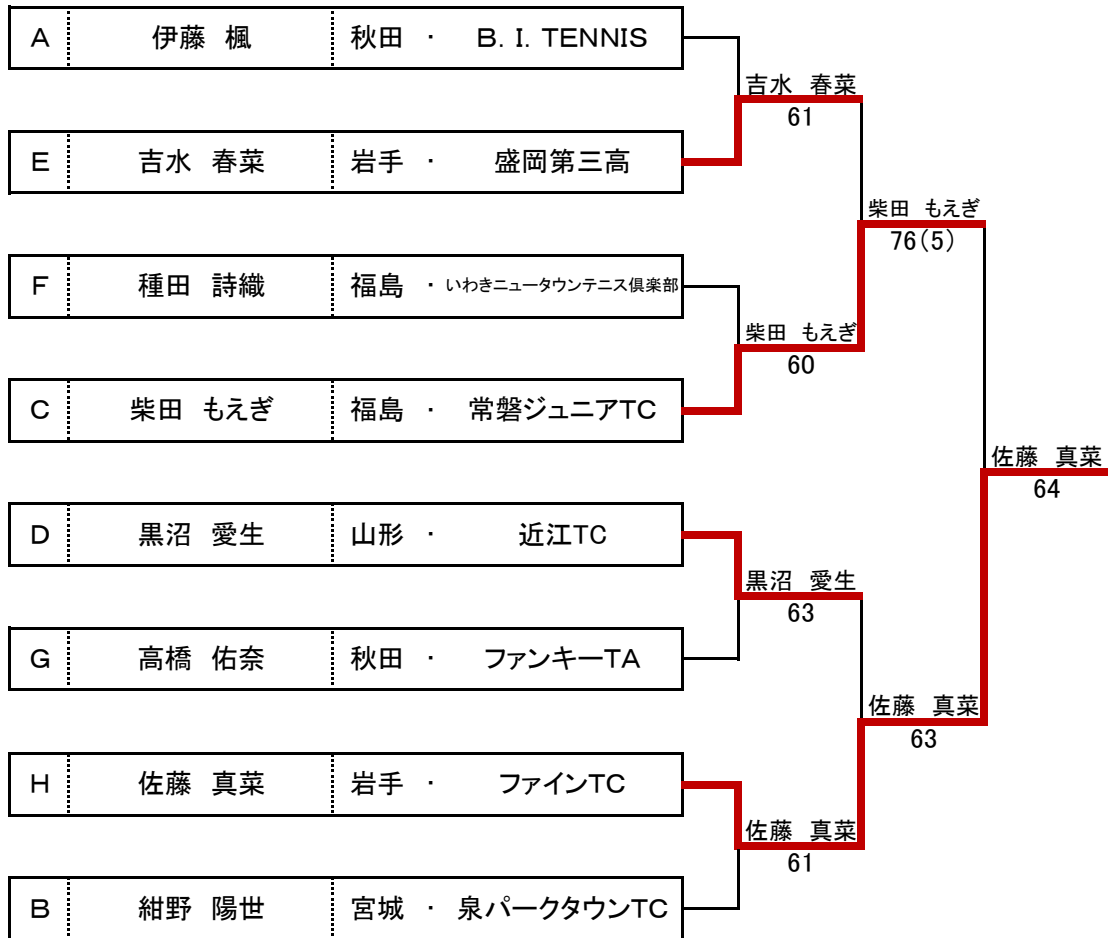 A 伊藤 楓 秋田 ・ B. I. TENNIS
吉水 春菜
61
E 吉水 春菜 岩手 ・ 盛岡第三高
柴田 もえぎ
76(5)
F 種田 詩織 福島 ・ いわきニュータウンテニス倶楽部
柴田 もえぎ
60
C 柴田 もえぎ 福島 ・ 常磐ジュニアTC
佐藤 真菜
64
D 黒沼 愛生 山形 ・ 近江TC
黒沼 愛生
63
G 高橋 佑奈 秋田 ・ ファンキーTA
佐藤 真菜
63
H 佐藤 真菜 岩手 ・ ファインTC
佐藤 真菜
61
B 紺野 陽世 宮城 ・ 泉パークタウンTC